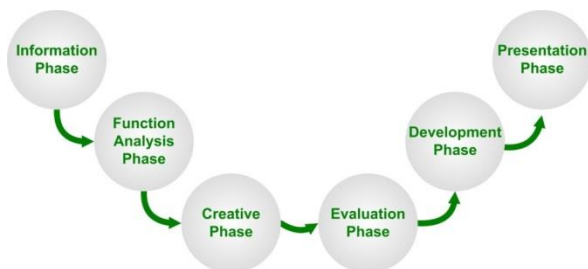 Information
Phase
Function
Analysis
Phase
Creative
Phase
Evaluation
Phase
Development
Phase
Presentation
Phase